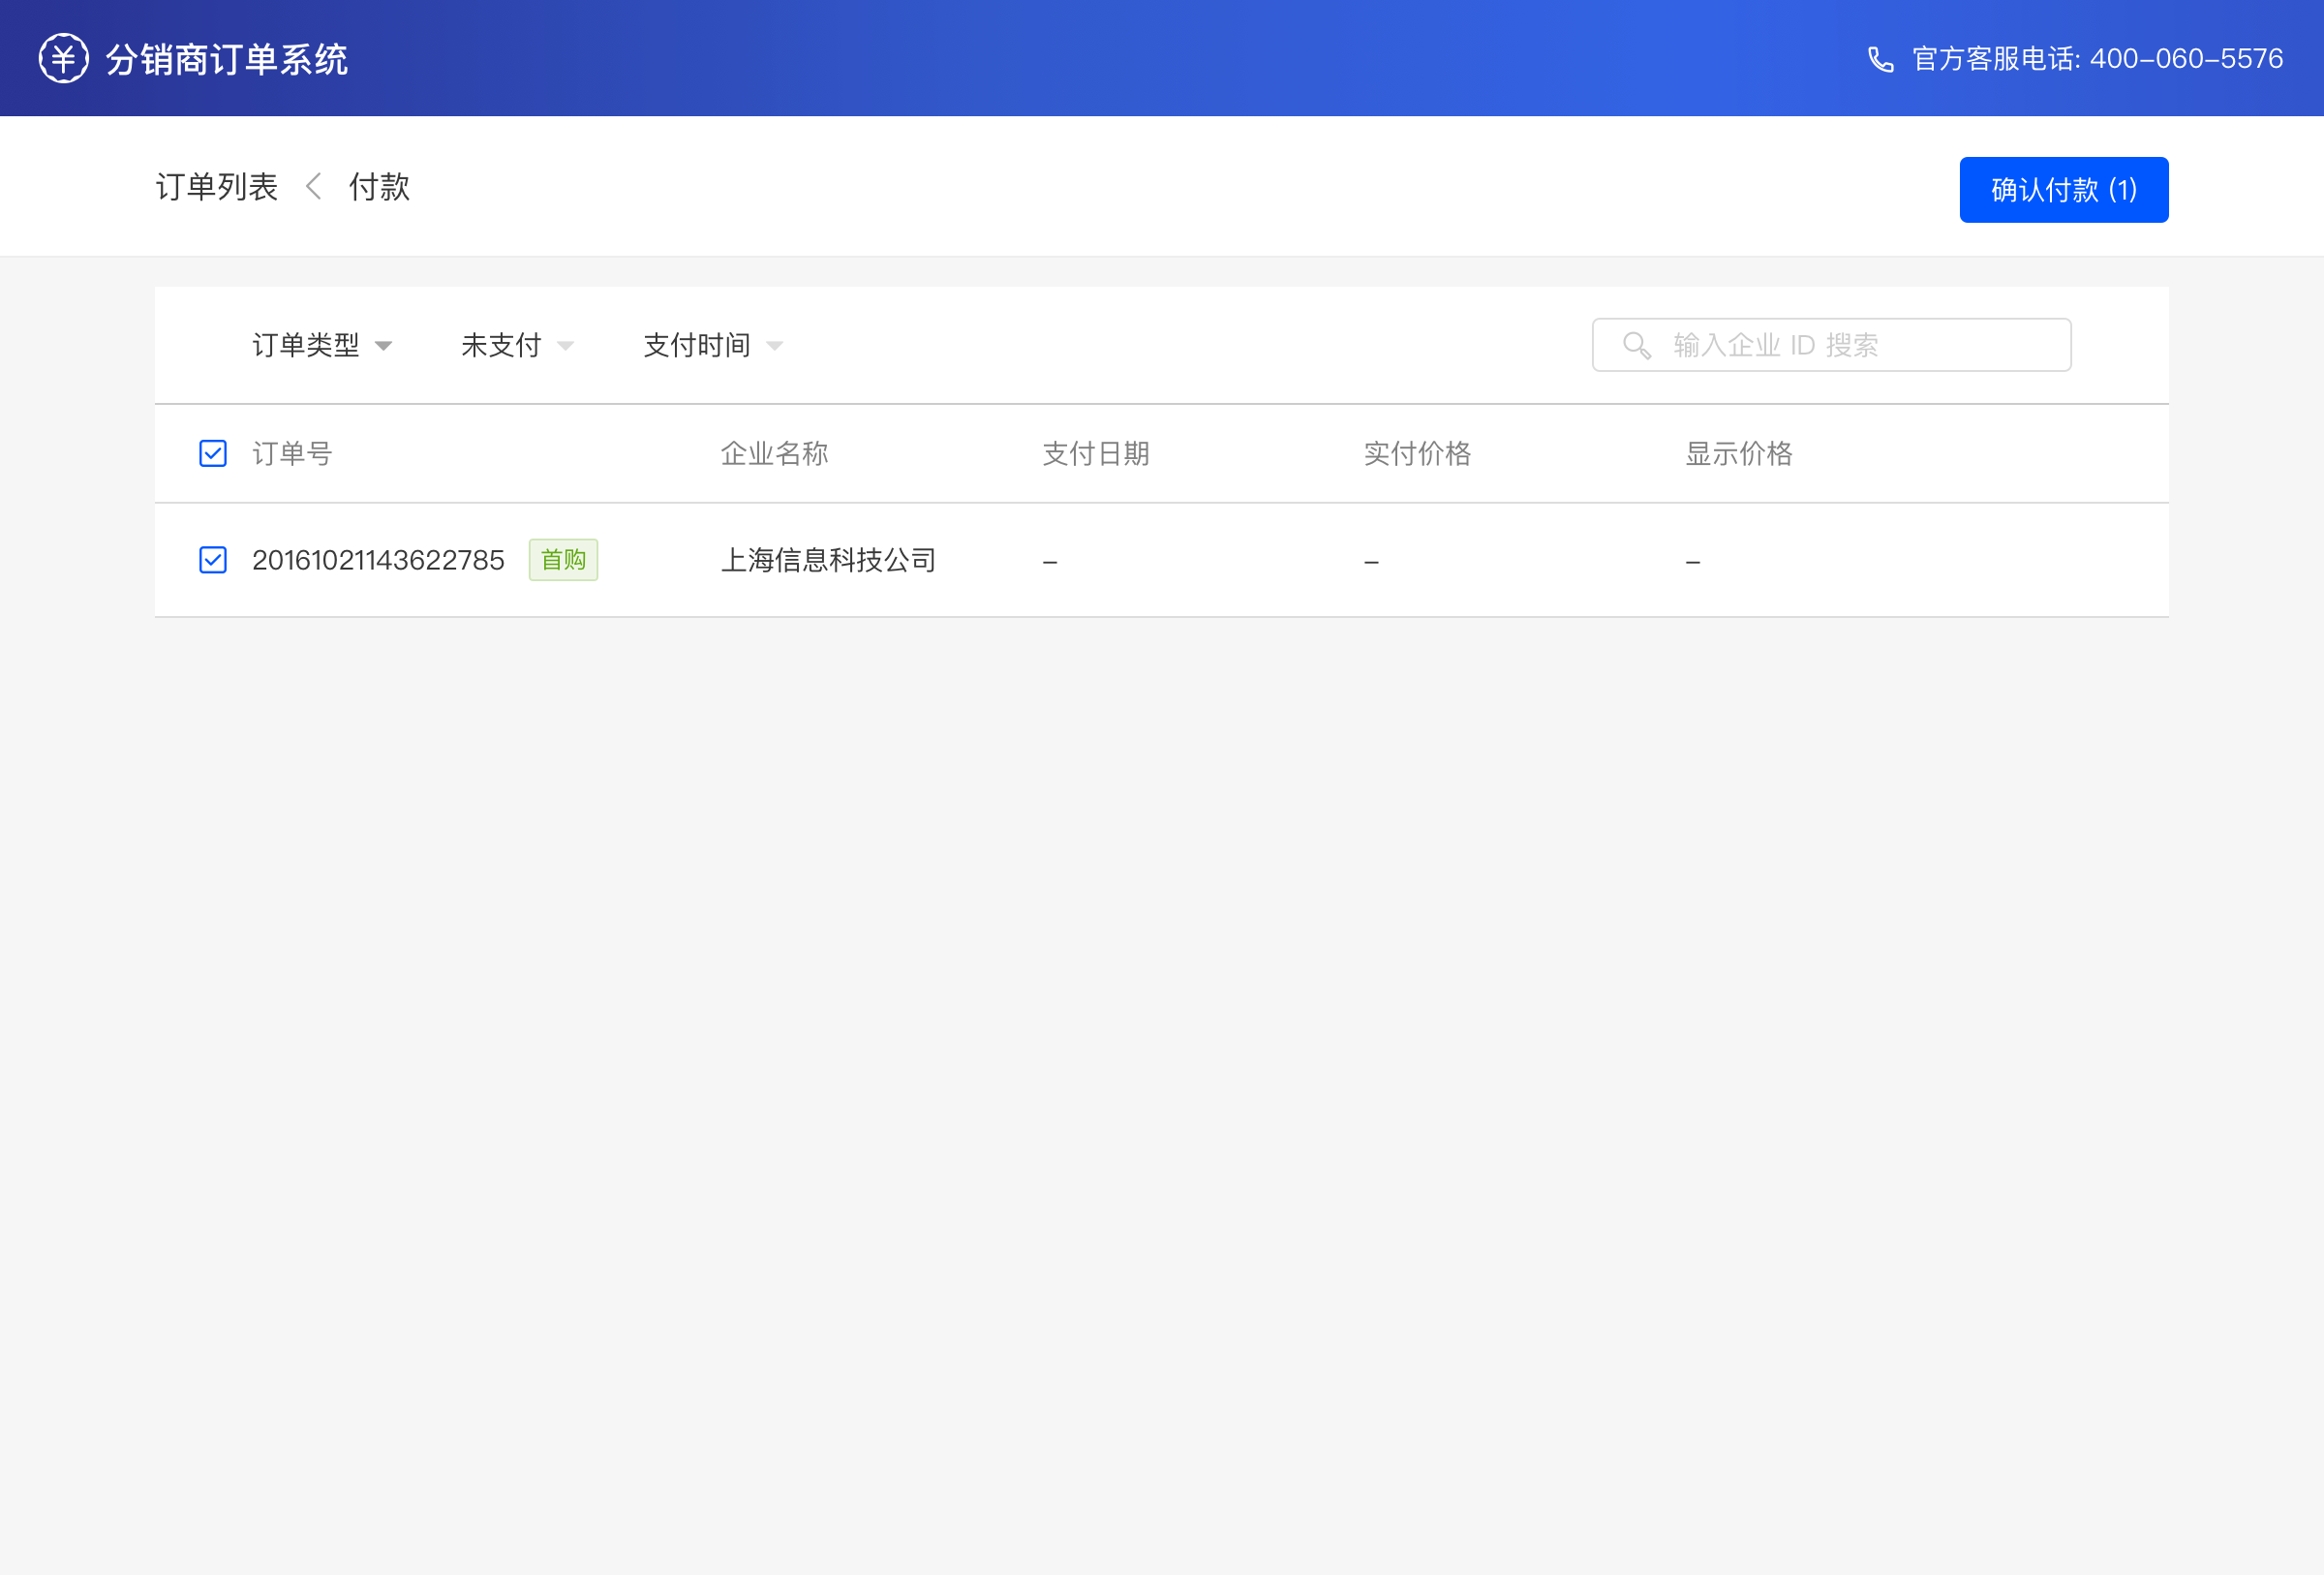 分销商订单系统
官方客服电话: 400-060-5576
订单列表 付款
确认付款 (1)
订单类型 未支付 支付时间
输入企业 ID 搜索
订单号 企业名称 支付日期 实付价格 显示价格
20161021143622785 首购 上海信息科技公司 – – –